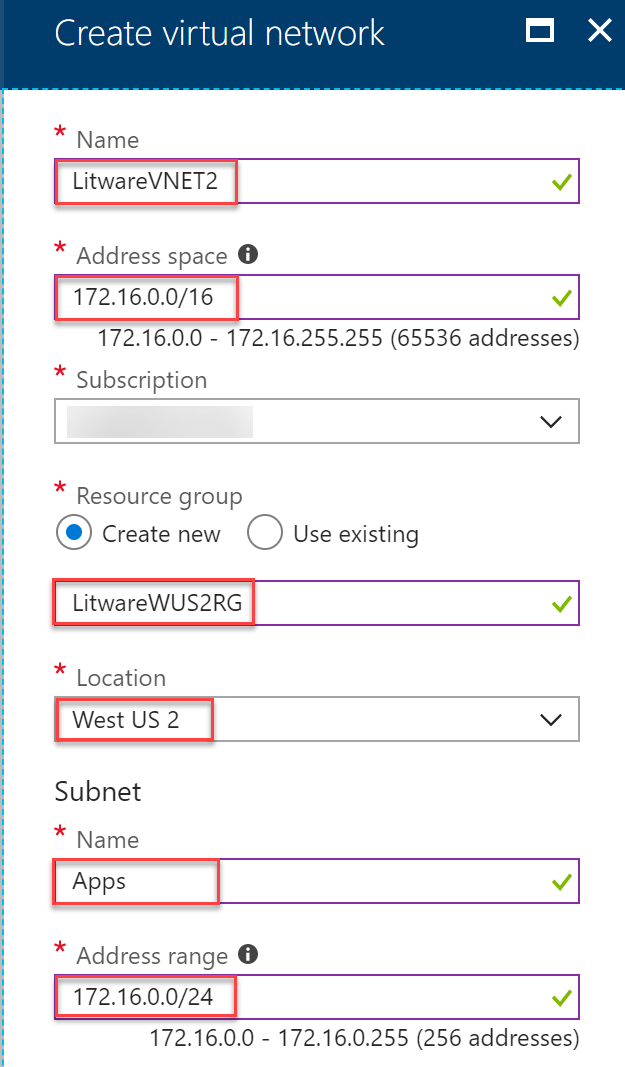 Create virtual network
* Name
LitwareVNET2
* Address space
172.16.0.0/16
172.16.0.0 - 172.16.255.255 (65536 addresses)
* Subscription
* Resource group
Create new Use existing
LitwareWUS2RG
* Location
West US 2
Subnet
* Name
Apps
* Address range
172.16.0.0/24
172.16.0.0 - 172.16.0.255 (256 addresses)